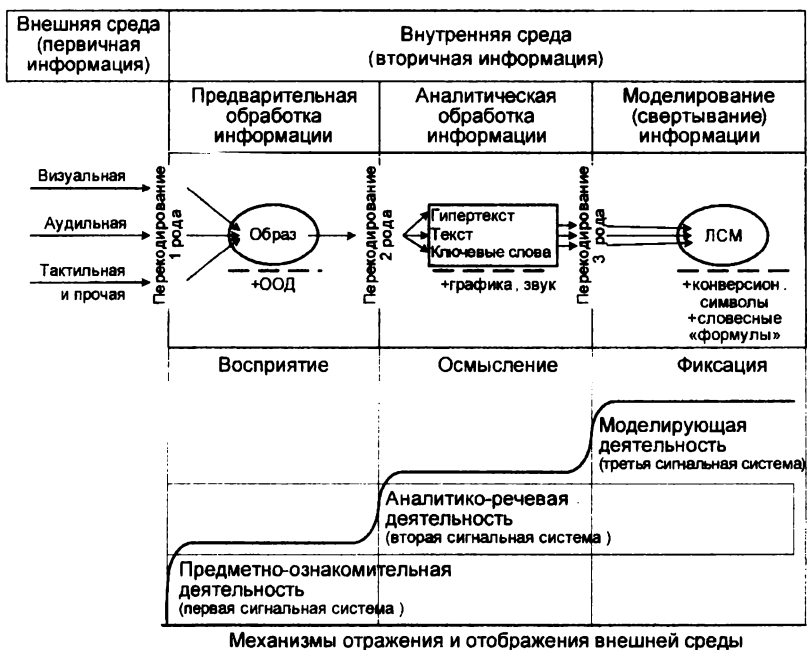 Внешняя среда
(первичная
информация)
Внутренняя среда
(вторичная информация)
Предварительная
обработка
информации
Аналитическая
обработка
информации
Моделирование
(свертывание)
информации
Визуальная
Аудильная
Тактильная
и прочая
Перекодирование
1 рода
Образ
+ООД
Перекодирование
2 рода
Гипертекст
Текст
Ключевые слова
+графика, звук
Перекодирование
3 рода
ЛСМ
+конверсион.
символы
+словесные
«формулы»
Восприятие
Осмысление
Фиксация
Моделирующая
деятельность
(третья сигнальная система)
Аналитико-речевая
деятельность
(вторая сигнальная система)
Предметно-ознакомительная
деятельность
(первая сигнальная система)
Механизмы отражения и отображения внешней среды